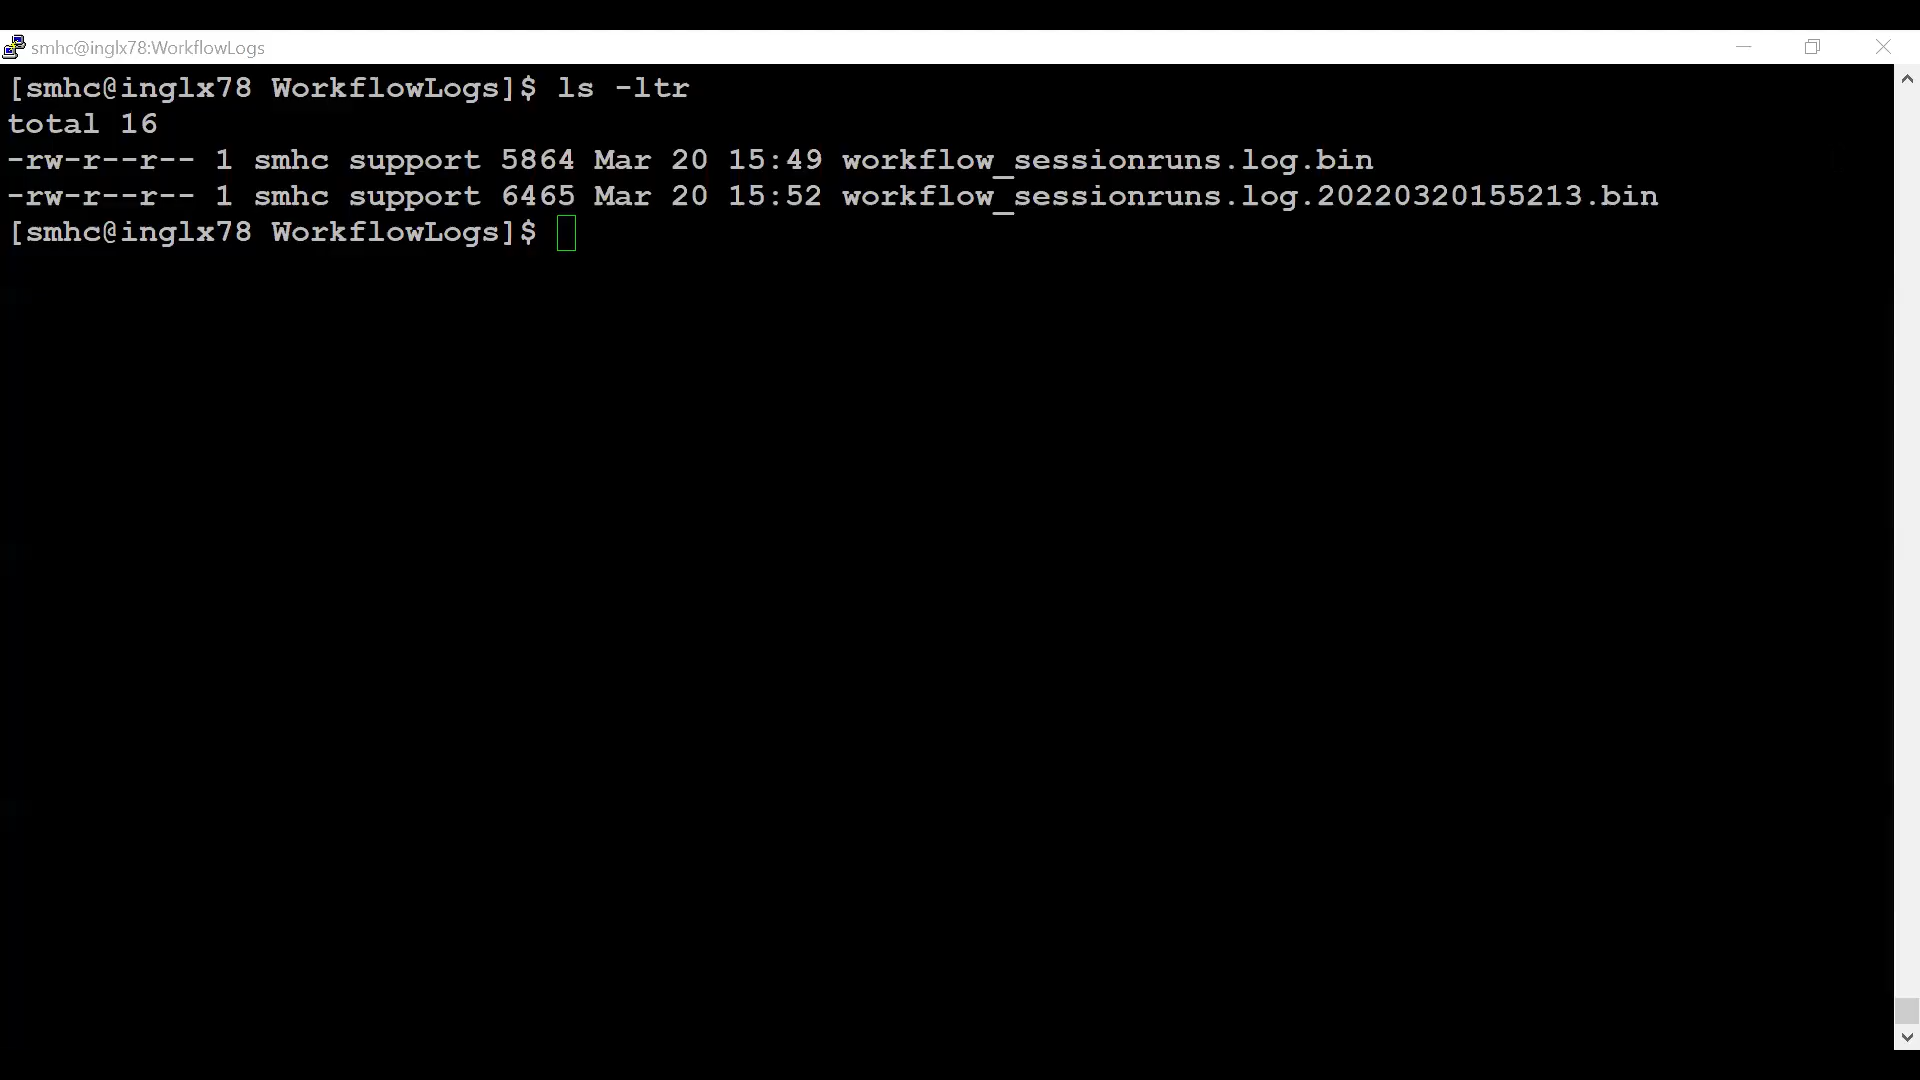 smhc@inglx78:WorkflowLogs
[smhc@inglx78 WorkflowLogs]$ ls -ltr
total 16
-rw-r--r-- 1 smhc support 5864 Mar 20 15:49 workflow_sessionruns.log.bin
-rw-r--r-- 1 smhc support 6465 Mar 20 15:52 workflow_sessionruns.log.20220320155213.bin
[smhc@inglx78 WorkflowLogs]$